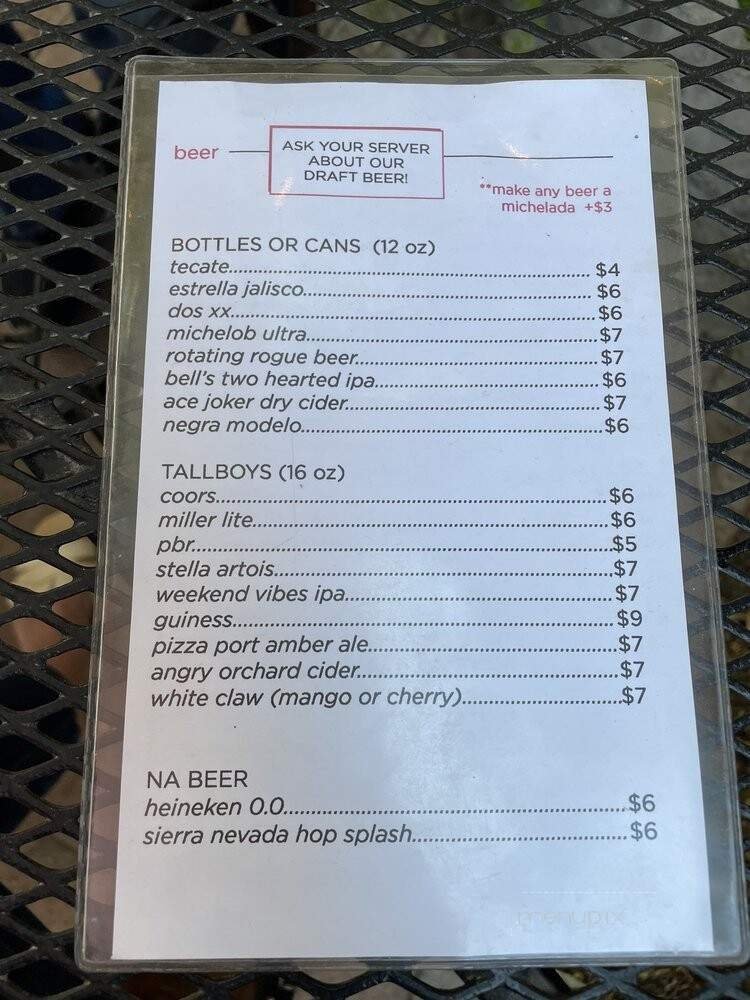 beer
ASK YOUR SERVER
ABOUT OUR
DRAFT BEER!
**make any beer a
michelada +$3
BOTTLES OR CANS (12 oz)
tecate........ $4
estrella jalisco........ $6
dos xx........ $6
michelob ultra........ $7
rotating rogue beer........ $7
bell's two hearted ipa........ $6
ace joker dry cider........ $7
negra modelo........ $6
TALLBOYS (16 oz)
coors........ $6
miller lite........ $6
pbr........ $5
stella artois........ $7
weekend vibes ipa........ $7
guiness........ $9
pizza port amber ale........ $7
angry orchard cider........ $7
white claw (mango or cherry)........ $7
NA BEER
heineken 0.0........ $6
sierra nevada hop splash........ $6
menupix